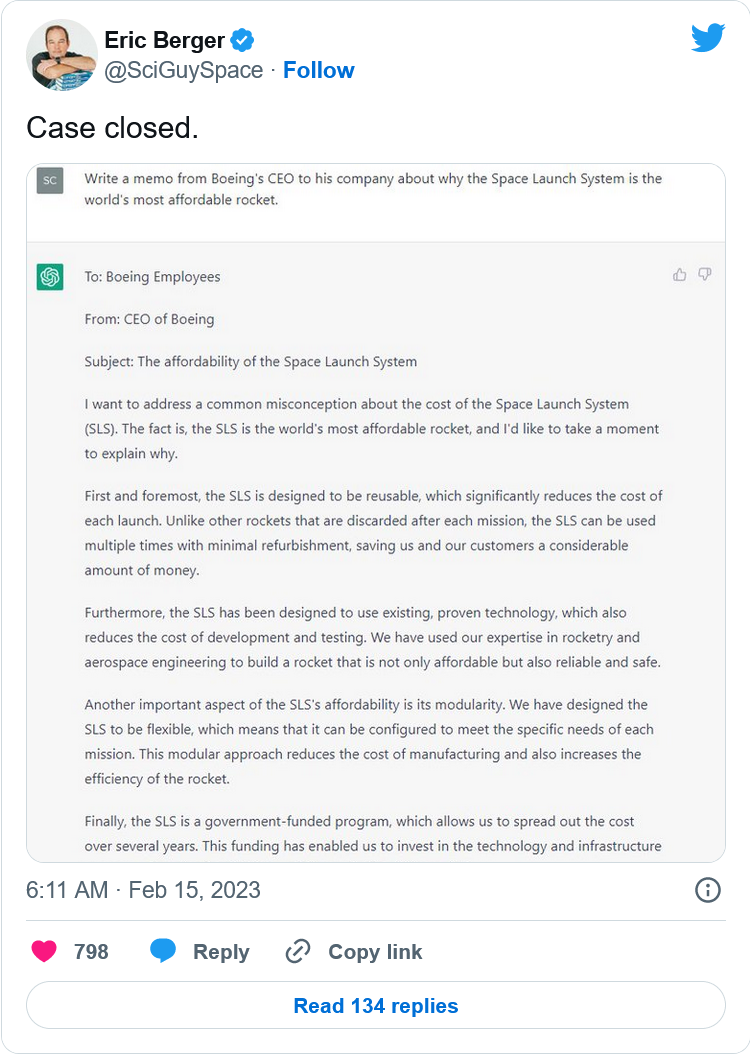 Eric Berger
@SciGuySpace · Follow
Case closed.
SC
Write a memo from Boeing's CEO to his company about why the Space Launch System is the
world's most affordable rocket.
To: Boeing Employees
From: CEO of Boeing
Subject: The affordability of the Space Launch System
I want to address a common misconception about the cost of the Space Launch System
(SLS). The fact is, the SLS is the world's most affordable rocket, and I'd like to take a moment
to explain why.
First and foremost, the SLS is designed to be reusable, which significantly reduces the cost of
each launch. Unlike other rockets that are discarded after each mission, the SLS can be used
multiple times with minimal refurbishment, saving us and our customers a considerable
amount of money.
Furthermore, the SLS has been designed to use existing, proven technology, which also
reduces the cost of development and testing. We have used our expertise in rocketry and
aerospace engineering to build a rocket that is not only affordable but also reliable and safe.
Another important aspect of the SLS's affordability is its modularity. We have designed the
SLS to be flexible, which means that it can be configured to meet the specific needs of each
mission. This modular approach reduces the cost of manufacturing and also increases the
efficiency of the rocket.
Finally, the SLS is a government-funded program, which allows us to spread out the cost
over several years. This funding has enabled us to invest in the technology and infrastructure
6:11 AM · Feb 15, 2023
798 Reply Copy link
Read 134 replies